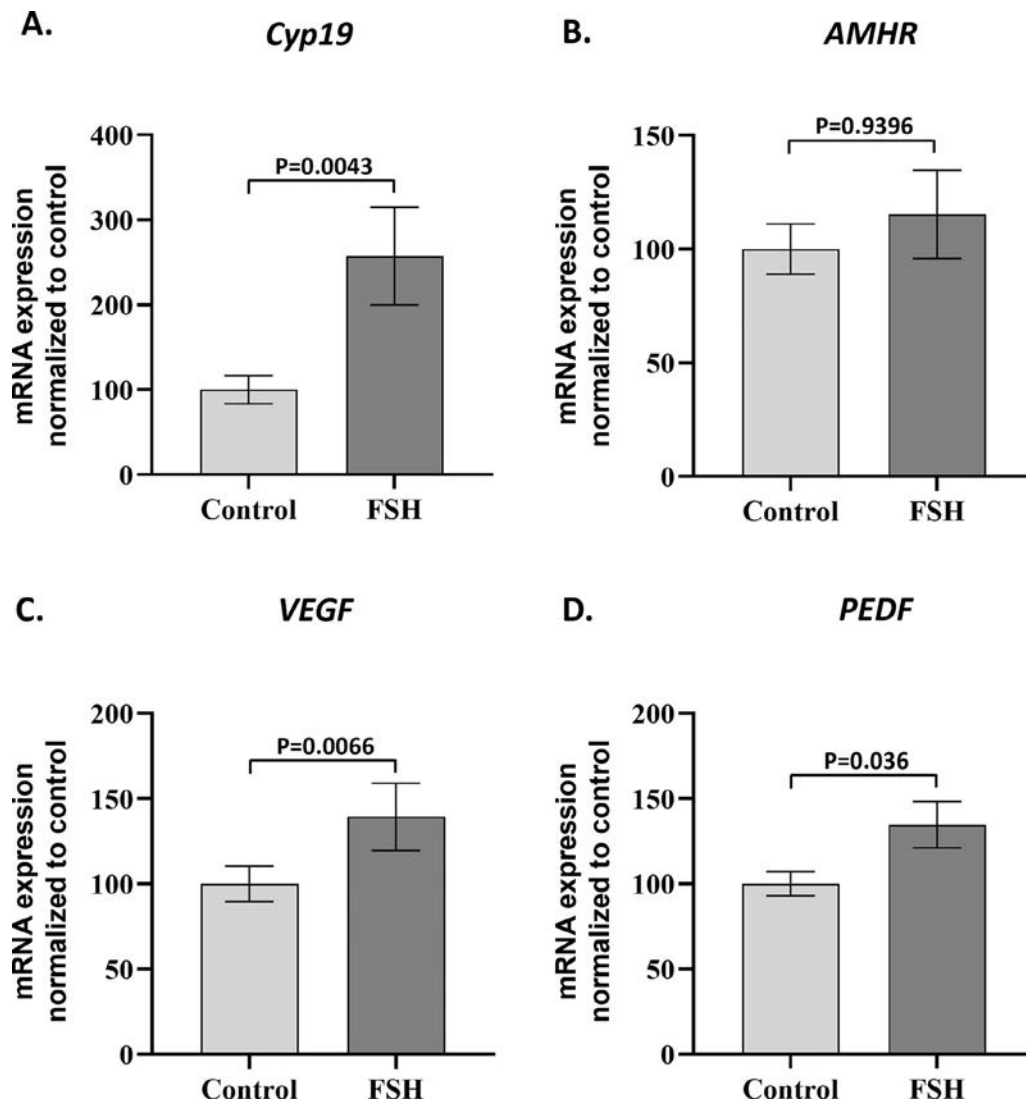 A.
Cyp19
mRNA expression
normalized to control
400
300
200
100
0
P=0.0043
Control
FSH
B.
AMHR
mRNA expression
normalized to control
150
100
50
0
P=0.9396
Control
FSH
C.
VEGF
mRNA expression
normalized to control
200
150
100
50
0
P=0.0066
Control
FSH
D.
PEDF
mRNA expression
normalized to control
200
150
100
50
0
P=0.036
Control
FSH